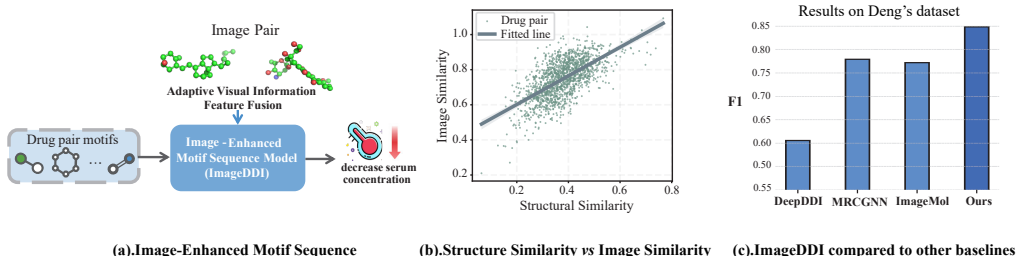 Image Pair
Adaptive Visual Information
Feature Fusion
Drug pair motifs
...
Image - Enhanced
Motif Sequence Model
(ImageDDI)
decrease serum
concentration
(a).Image-Enhanced Motif Sequence
Image Similarity
1.0
0.8
0.6
0.4
0.2
Drug pair
Fitted line
0.2
0.4
0.6
0.8
Structural Similarity
(b).Structure Similarity vs Image Similarity
Results on Deng's dataset
F1
0.85
0.80
0.75
0.70
0.65
0.60
0.55
DeepDDI
MRCGNN
ImageMol
Ours
(c).ImageDDI compared to other baselines